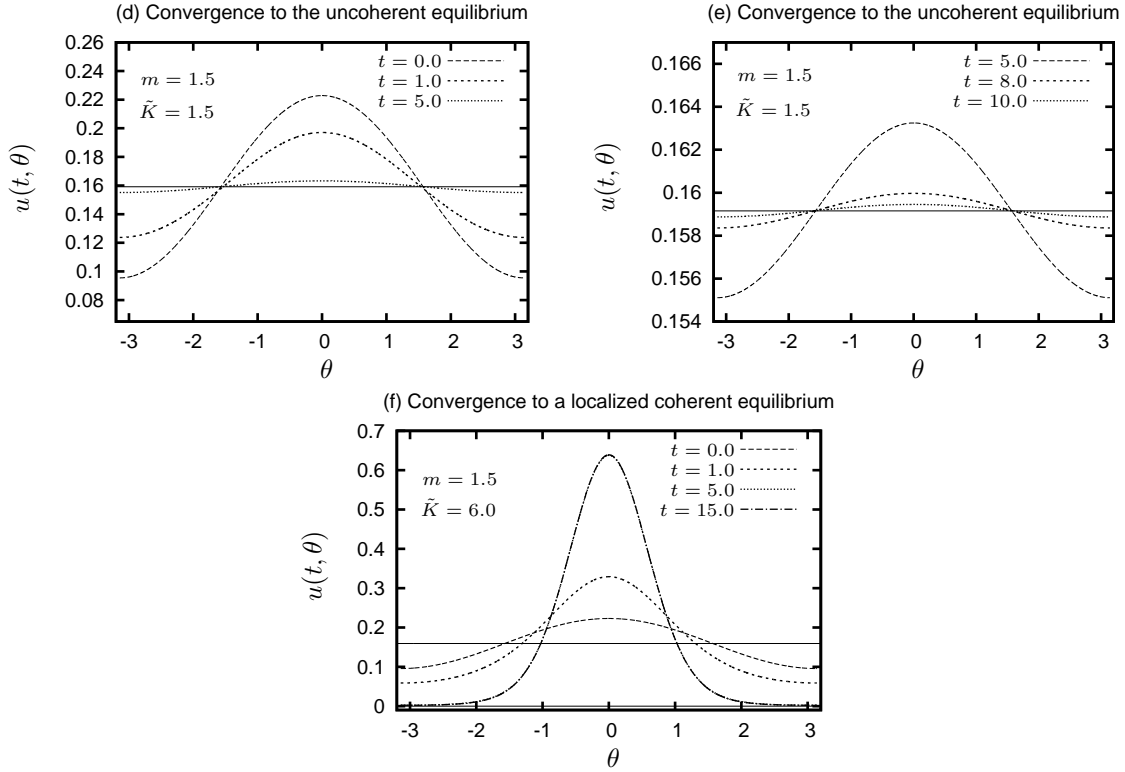 (d) Convergence to the uncoherent equilibrium
0.26
0.24
0.22
0.2
0.18
0.16
0.14
0.12
0.1
0.08
u(t, θ)
m = 1.5
K̃ = 1.5
t = 0.0
t = 1.0
t = 5.0
-3 -2 -1 0 1 2 3
θ
(e) Convergence to the uncoherent equilibrium
0.166
0.164
0.162
0.16
0.158
0.156
0.154
u(t, θ)
m = 1.5
K̃ = 1.5
t = 5.0
t = 8.0
t = 10.0
-3 -2 -1 0 1 2 3
θ
(f) Convergence to a localized coherent equilibrium
0.7
0.6
0.5
0.4
0.3
0.2
0.1
0
u(t, θ)
m = 1.5
K̃ = 6.0
t = 0.0
t = 1.0
t = 5.0
t = 15.0
-3 -2 -1 0 1 2 3
θ